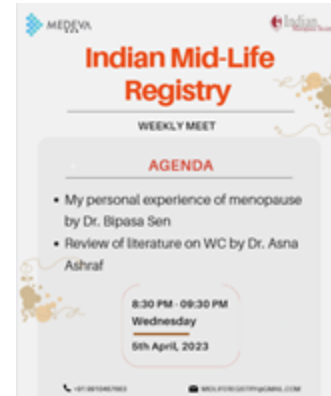 MEDEVA
Indian
Indian Mid-Life
Registry
WEEKLY MEET
AGENDA
• My personal experience of menopause
by Dr. Bipasa Sen
• Review of literature on WC by Dr. Asna
Ashraf
8:30 PM - 09:30 PM
Wednesday
5th April, 2023